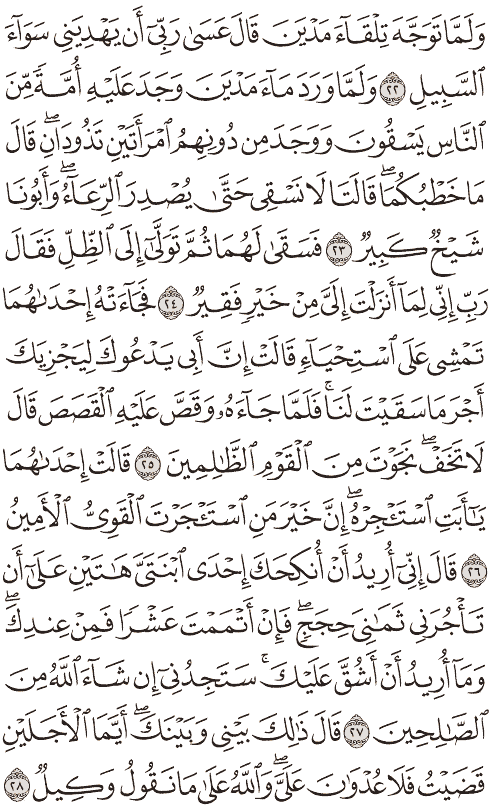 وَلَمَّا تَوَجَّهَ تِلْقَآءَ مَدْيَنَ قَالَ عَسَىٰ رَبِّىٓ أَن يَهْدِيَنِى سَوَآءَ
ٱلسَّبِيلِ ٢٢ وَلَمَّا وَرَدَ مَآءَ مَدْيَنَ وَجَدَ عَلَيْهِ أُمَّةً مِّنَ
ٱلنَّاسِ يَسْقُونَ وَوَجَدَ مِن دُونِهِمُ ٱمْرَأَتَيْنِ تَذُودَانِ ۖ قَالَ
مَا خَطْبُكُمَا ۖ قَالَتَا لَا نَسْقِى حَتَّىٰ يُصْدِرَ ٱلرِّعَآءُ ۖ وَأَبُونَا
شَيْخٌ كَبِيرٌ ٢٣ فَسَقَىٰ لَهُمَا ثُمَّ تَوَلَّىٰٓ إِلَى ٱلظِّلِّ فَقَالَ
رَبِّ إِنِّى لِمَآ أَنزَلْتَ إِلَىَّ مِنْ خَيْرٍ فَقِيرٌ ٢٤ فَجَآءَتْهُ إِحْدَىٰهُمَا
تَمْشِى عَلَى ٱسْتِحْيَآءٍ قَالَتْ إِنَّ أَبِى يَدْعُوكَ لِيَجْزِيَكَ
أَجْرَ مَا سَقَيْتَ لَنَا ۚ فَلَمَّا جَآءَهُۥ وَقَصَّ عَلَيْهِ ٱلْقَصَصَ قَالَ
لَا تَخَفْ ۖ نَجَوْتَ مِنَ ٱلْقَوْمِ ٱلظَّٰلِمِينَ ٢٥ قَالَتْ إِحْدَىٰهُمَا
يَٰٓأَبَتِ ٱسْتَـْٔجِرْهُ ۖ إِنَّ خَيْرَ مَنِ ٱسْتَـْٔجَرْتَ ٱلْقَوِىُّ ٱلْأَمِينُ
٢٦ قَالَ إِنِّىٓ أُرِيدُ أَنْ أُنكِحَكَ إِحْدَى ٱبْنَتَىَّ هَٰتَيْنِ عَلَىٰٓ أَن
تَأْجُرَنِى ثَمَٰنِىَ حِجَجٍ ۖ فَإِنْ أَتْمَمْتَ عَشْرًا فَمِنْ عِندِكَ ۖ
وَمَآ أُرِيدُ أَنْ أَشُقَّ عَلَيْكَ ۚ سَتَجِدُنِىٓ إِن شَآءَ ٱللَّهُ مِنَ
ٱلصَّٰلِحِينَ ٢٧ قَالَ ذَٰلِكَ بَيْنِى وَبَيْنَكَ ۖ أَيَّمَا ٱلْأَجَلَيْنِ
قَضَيْتُ فَلَا عُدْوَٰنَ عَلَىَّ ۖ وَٱللَّهُ عَلَىٰ مَا نَقُولُ وَكِيلٌ ٢٨